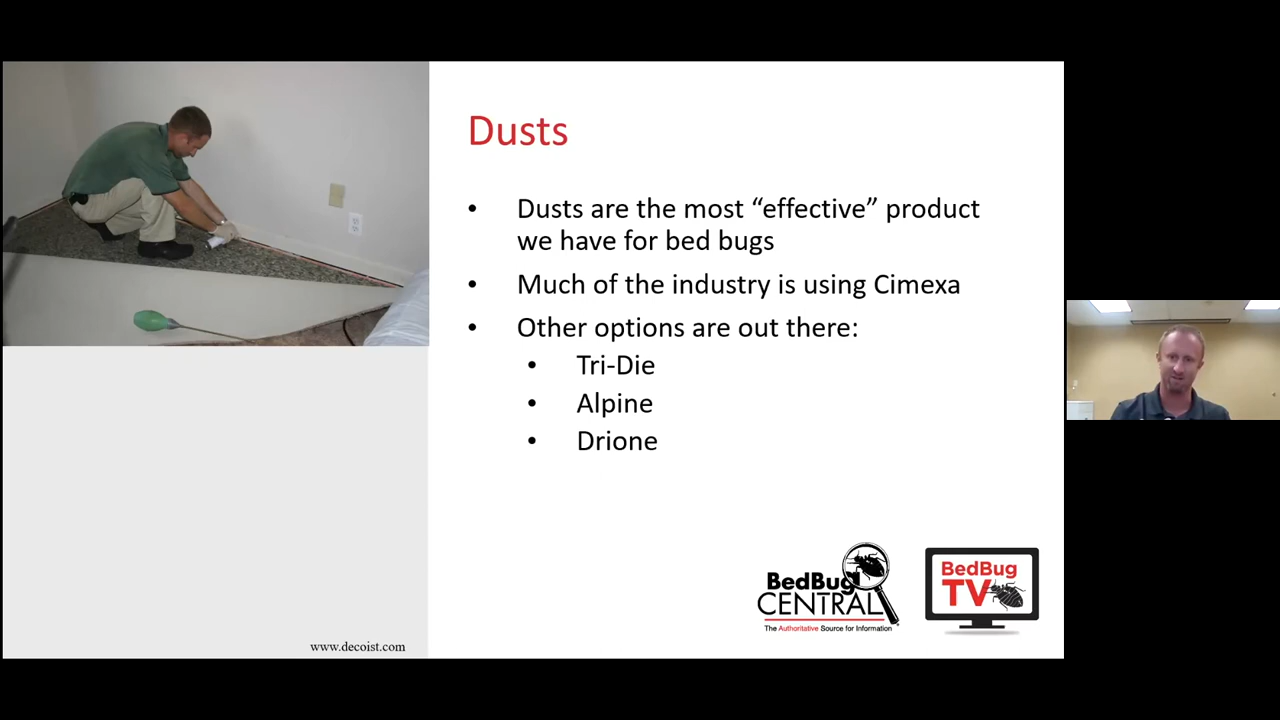 Dusts
Dusts are the most “effective” product
we have for bed bugs
Much of the industry is using Cimexa
Other options are out there:
Tri-Die
Alpine
Drione
BedBug
CENTRAL
The Authoritative Source for Information
BedBug
TV
www.decoist.com